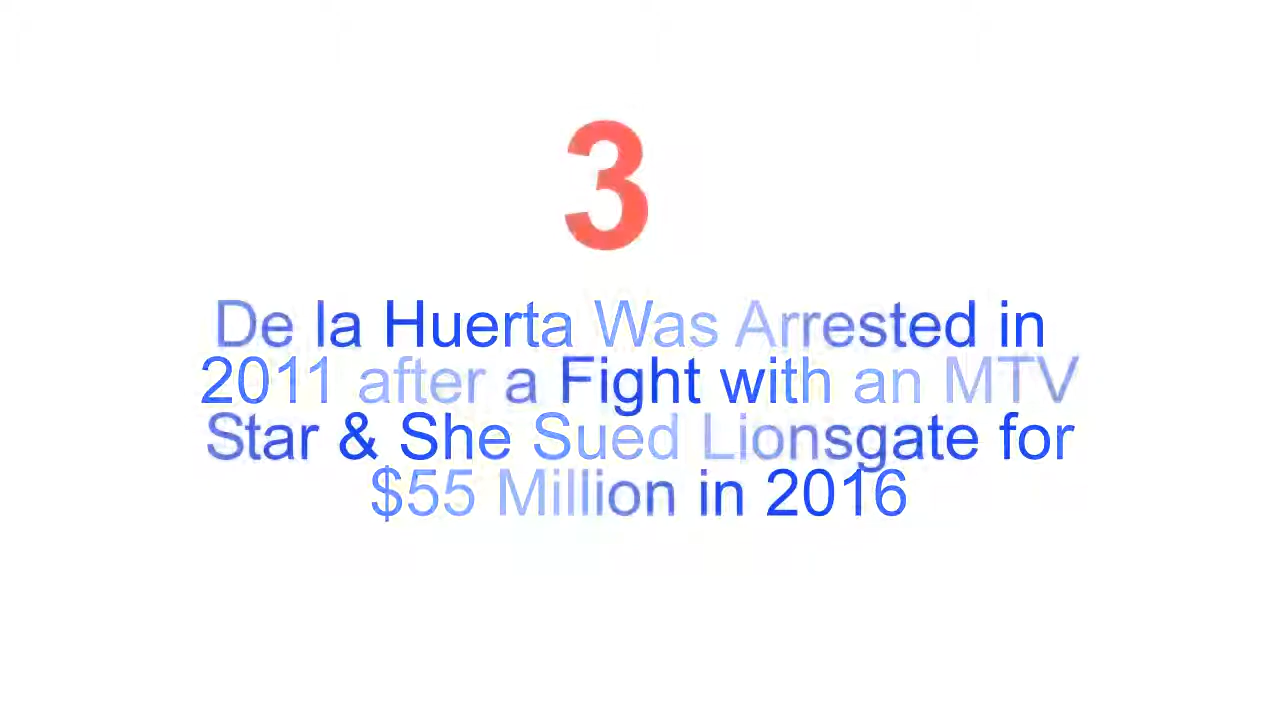 3
De la Huerta Was Arrested in
2011 after a Fight with an MTV
Star & She Sued Lionsgate for
$55 Million in 2016